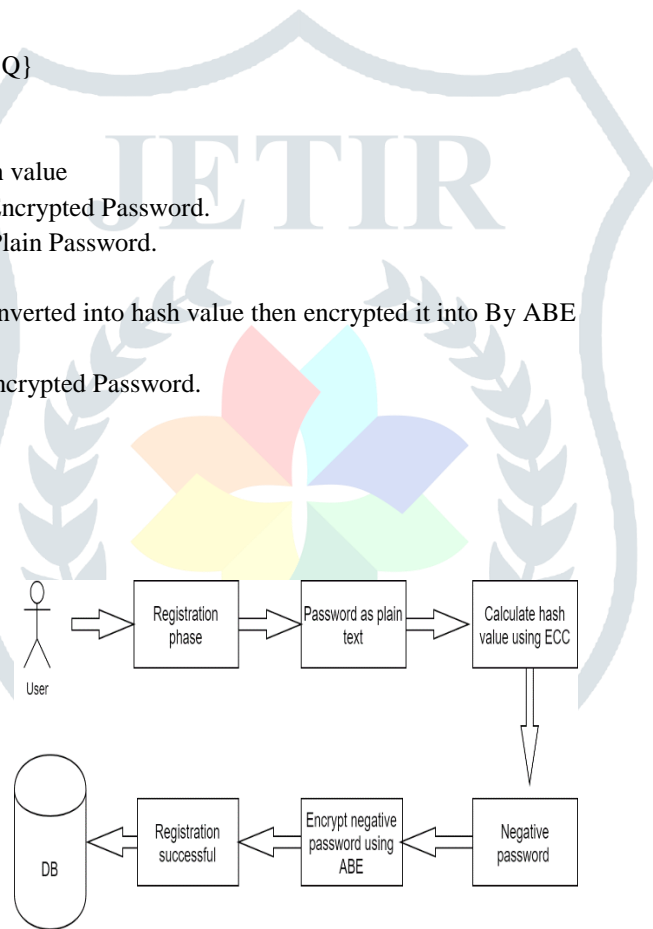 Q}
JETIR
value
Encrypted Password.
Plain Password.
nverted into hash value then encrypted it into By ABE
ncrypted Password.
User
Registration
phase
Password as plain
text
Calculate hash
value using ECC
DB
Registration
successful
Encrypt negative
password using
ABE
Negative
password